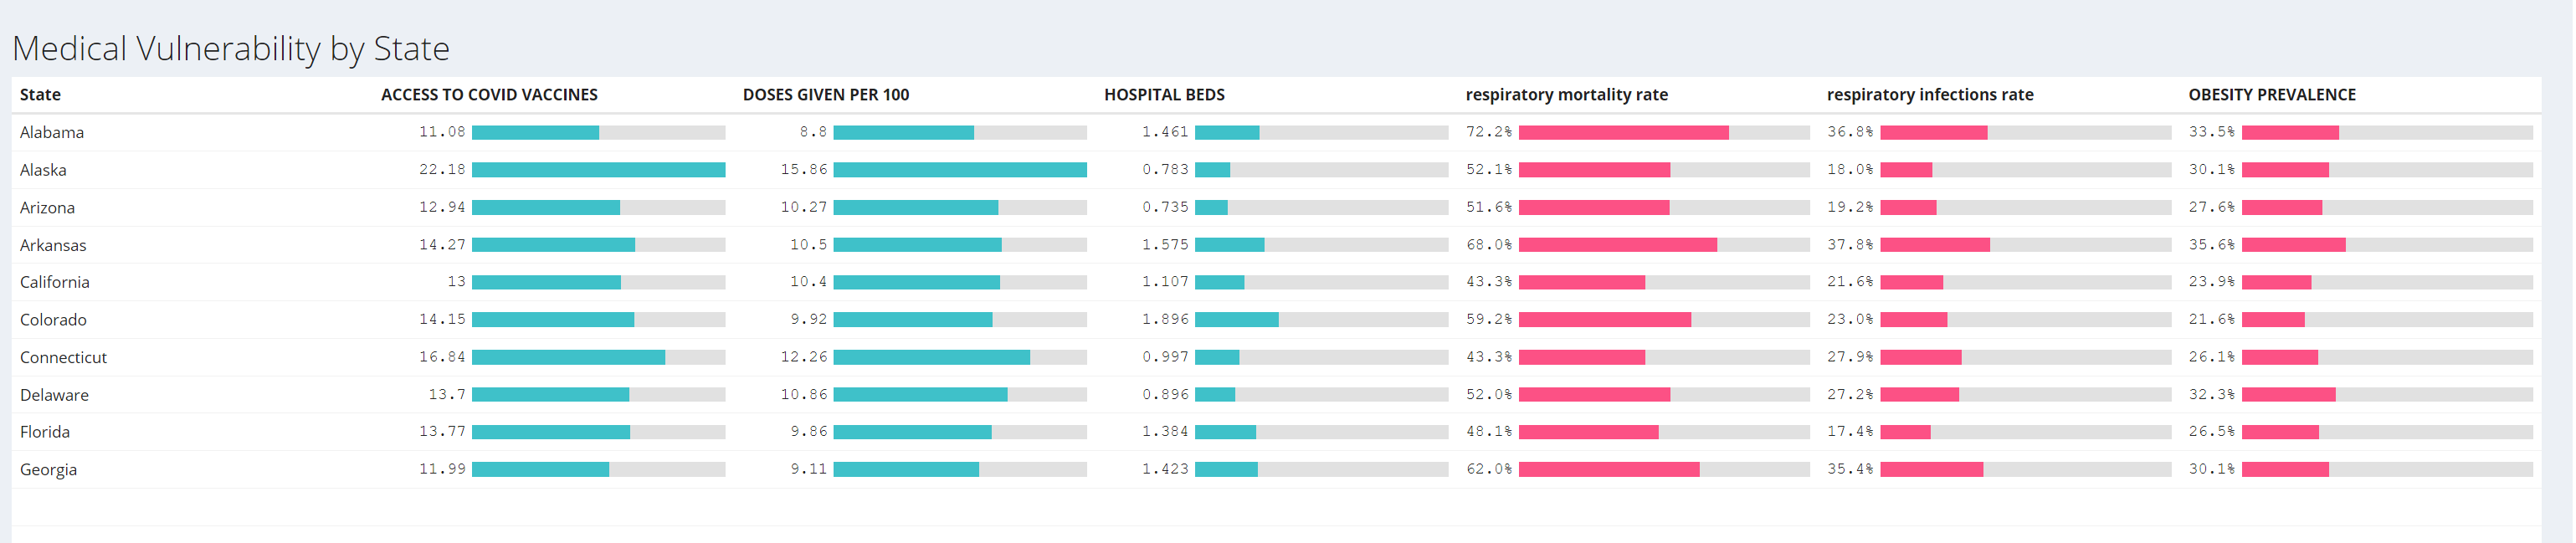 Medical Vulnerability by State
State ACCESS TO COVID VACCINES DOSES GIVEN PER 100 HOSPITAL BEDS respiratory mortality rate respiratory infections rate OBESITY PREVALENCE
Alabama 11.08 8.8 1.461 72.2% 36.8% 33.5%
Alaska 22.18 15.86 0.783 52.1% 18.0% 30.1%
Arizona 12.94 10.27 0.735 51.6% 19.2% 27.6%
Arkansas 14.27 10.5 1.575 68.0% 37.8% 35.6%
California 13 10.4 1.107 43.3% 21.6% 23.9%
Colorado 14.15 9.92 1.896 59.2% 23.0% 21.6%
Connecticut 16.84 12.26 0.997 43.3% 27.9% 26.1%
Delaware 13.7 10.86 0.896 52.0% 27.2% 32.3%
Florida 13.77 9.86 1.384 48.1% 17.4% 26.5%
Georgia 11.99 9.11 1.423 62.0% 35.4% 30.1%